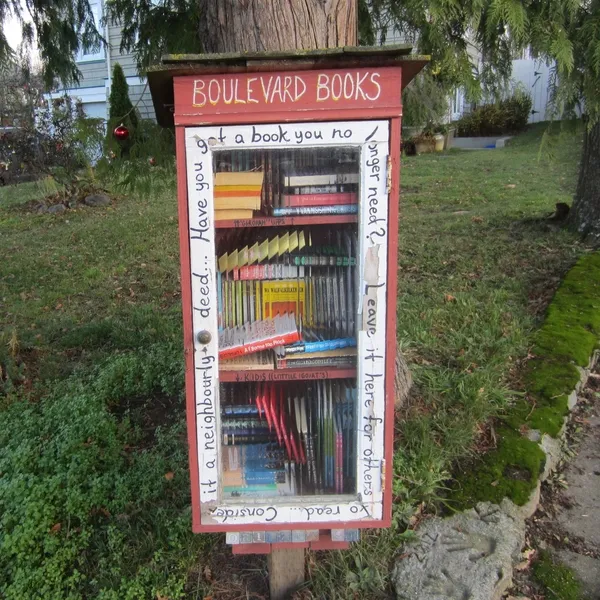 BOULEVARD BOOKS
Have you got a book you no longer need?
Leave it here for others
to read... Consider
it a neighbourly deed...